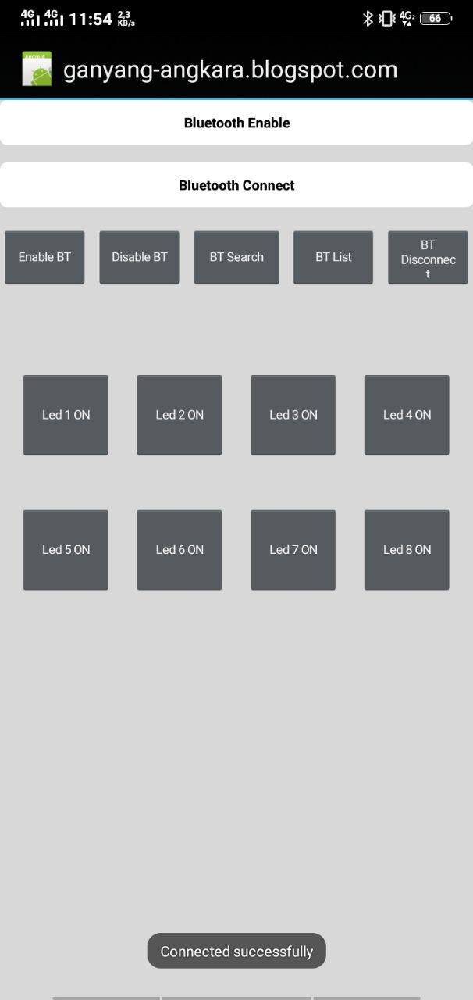 4G 4G 11:54 2,3 KB/s 4G2 66
Android
ganyang-angkara.blogspot.com
Bluetooth Enable
Bluetooth Connect
Enable BT Disable BT BT Search BT List BT
Disconnec
t
Led 1 ON Led 2 ON Led 3 ON Led 4 ON
Led 5 ON Led 6 ON Led 7 ON Led 8 ON
Connected successfully